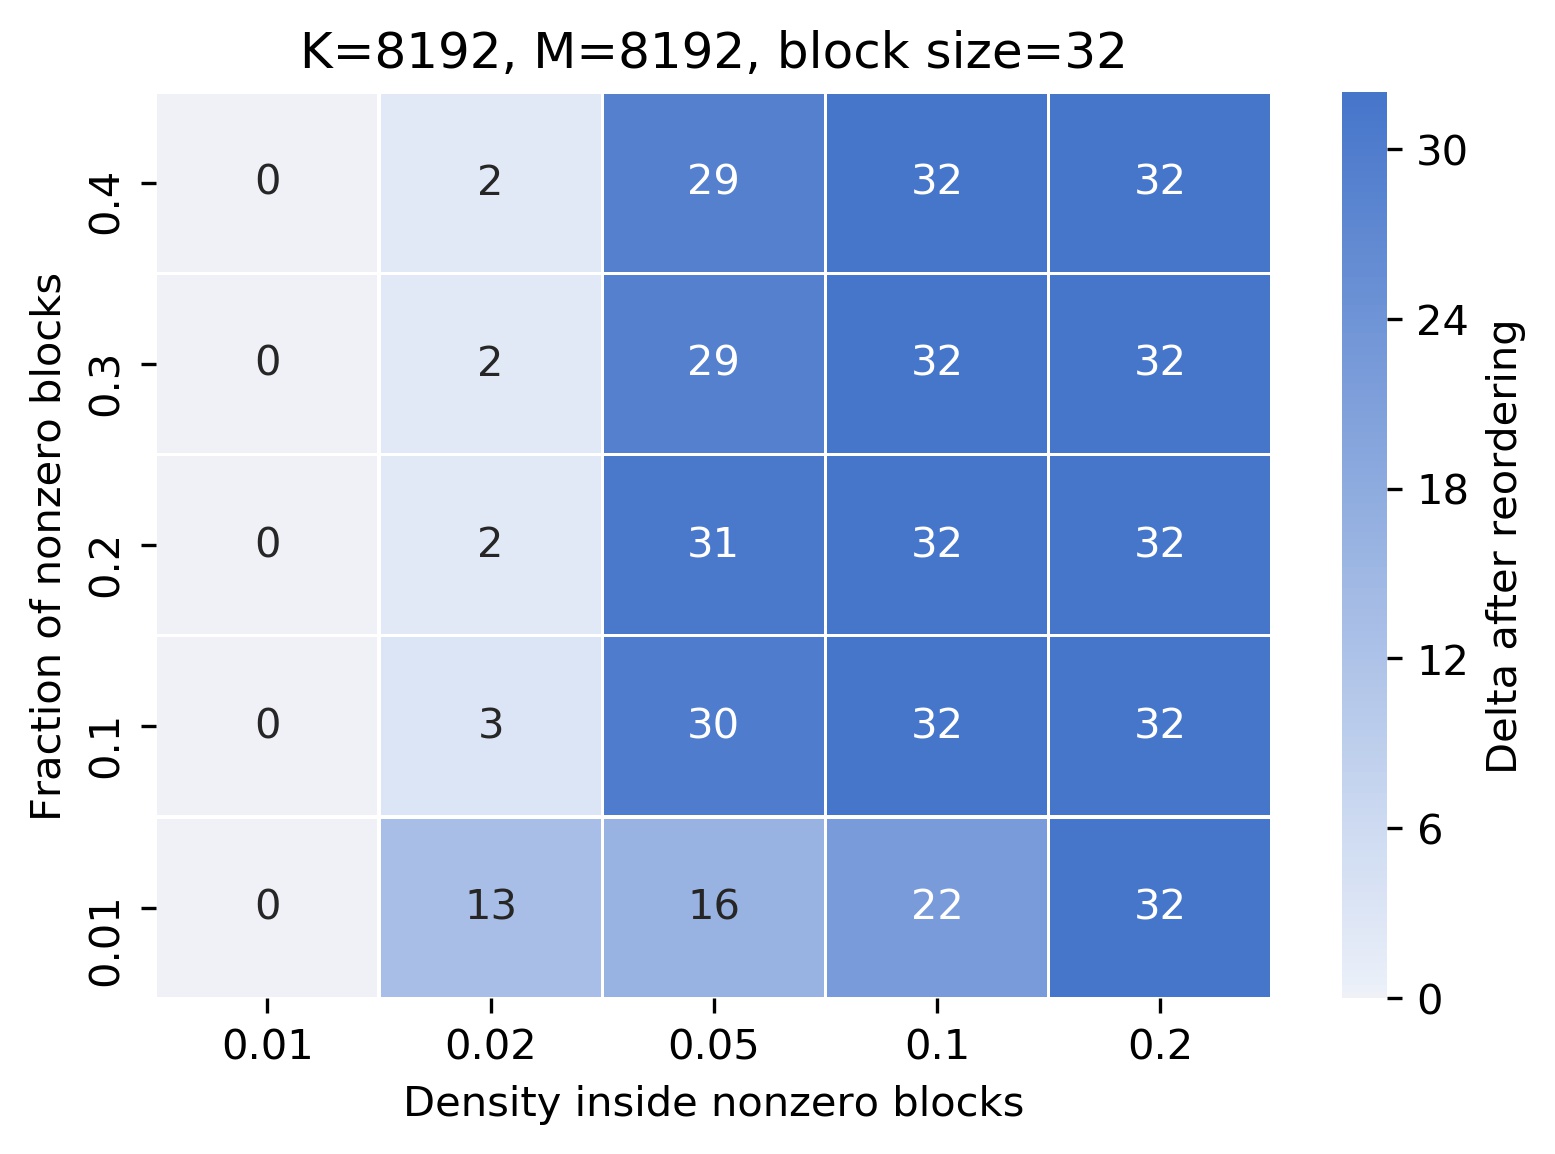 K=8192, M=8192, block size=32
Fraction of nonzero blocks
0.4
0 2 29 32 32
0.3
0 2 29 32 32
0.2
0 2 31 32 32
0.1
0 3 30 32 32
0.01
0 13 16 22 32
0.01 0.02 0.05 0.1 0.2
Density inside nonzero blocks
30
24
18
12
6
0
Delta after reordering